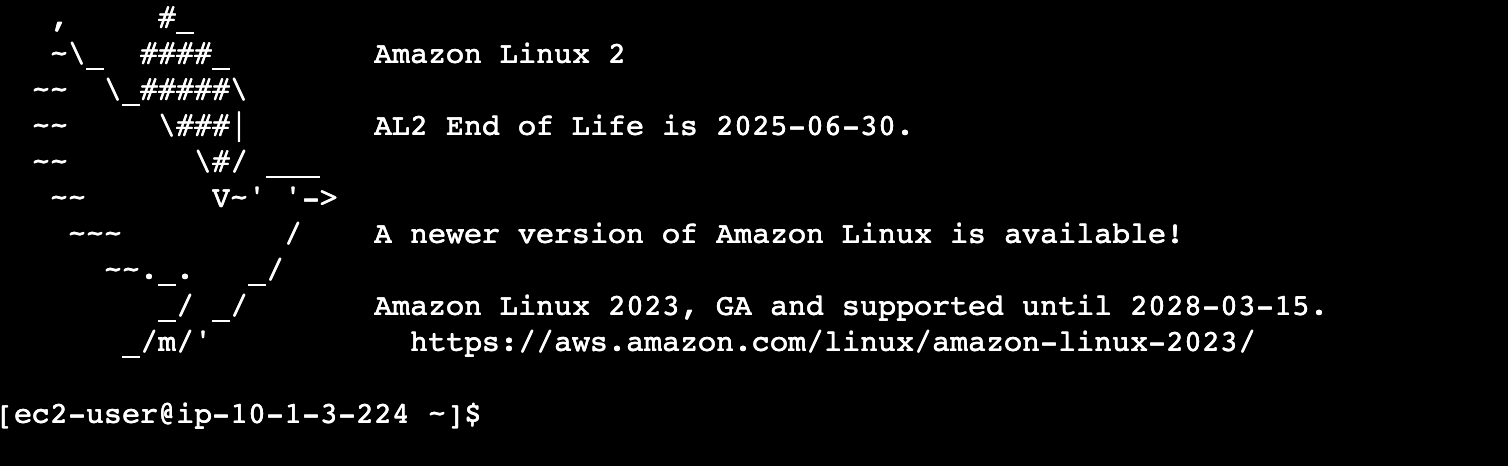 ,     #_
   ~\_  ####_        Amazon Linux 2
  ~~  \_#####\
  ~~     \###|       AL2 End of Life is 2025-06-30.
  ~~       \#/ ___
   ~~       V~' '->
    ~~~         /    A newer version of Amazon Linux is available!
      ~~._.   _/
         _/ _/       Amazon Linux 2023, GA and supported until 2028-03-15.
       _/m/'           https://aws.amazon.com/linux/amazon-linux-2023/
[ec2-user@ip-10-1-3-224 ~]$